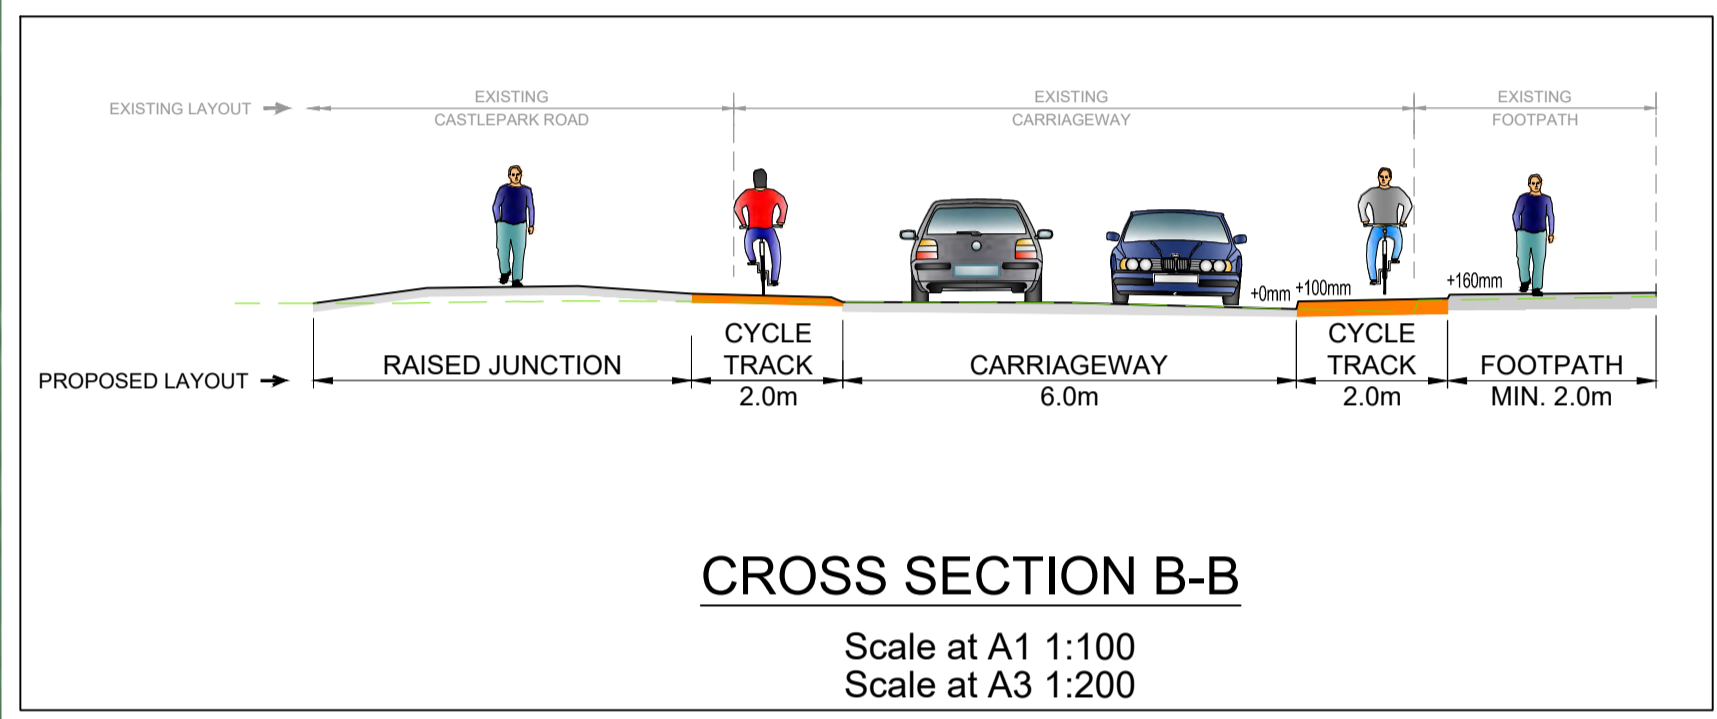 EXISTING LAYOUT
EXISTING
CASTLEPARK ROAD
EXISTING
CARRIAGEWAY
EXISTING
FOOTPATH
+0mm
+100mm
+160mm
PROPOSED LAYOUT
RAISED JUNCTION
CYCLE
TRACK
2.0m
CARRIAGEWAY
6.0m
CYCLE
TRACK
2.0m
FOOTPATH
MIN. 2.0m
CROSS SECTION B-B
Scale at A1 1:100
Scale at A3 1:200